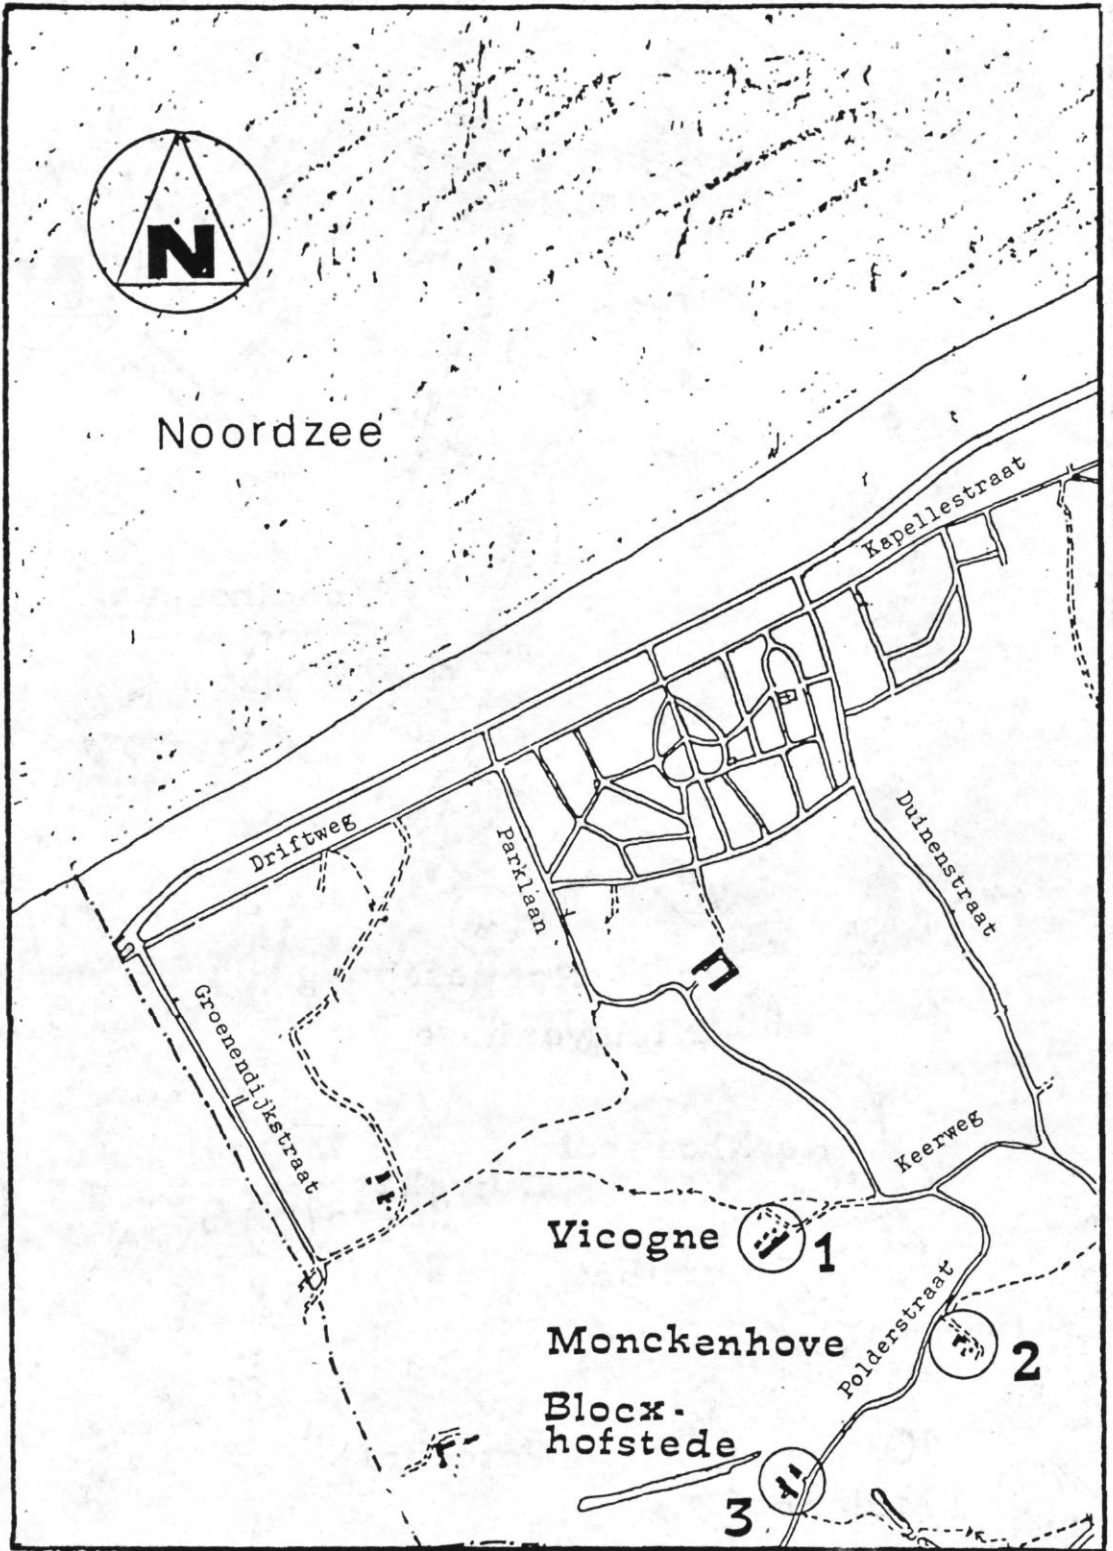 N
Noordzee
Kapellestraat
Driftweg
Parklaan
Duinenstraat
Groenendijkstraat
Keerweg
Vicogne
1
Monckenhove
Polderstraat
2
Blocx-
hofstede
3